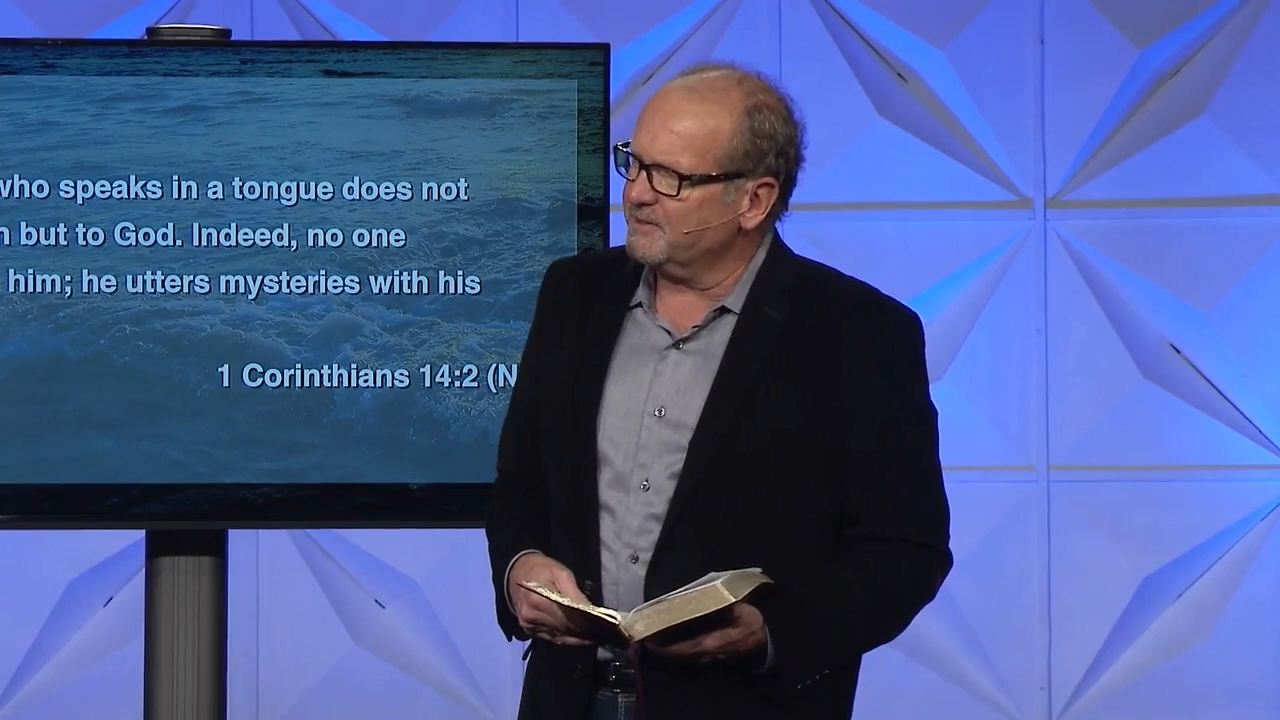 who speaks in a tongue does not
but to God. Indeed, no one
him; he utters mysteries with his
1 Corinthians 14:2 (N